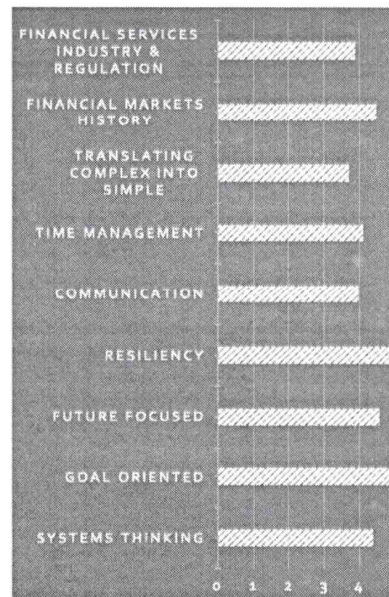 FINANCIAL SERVICES
INDUSTRY &
REGULATION
FINANCIAL MARKETS
HISTORY
TRANSLATING
COMPLEX INTO
SIMPLE
TIME MANAGEMENT
COMMUNICATION
RESILIENCY
FUTURE FOCUSED
GOAL ORIENTED
SYSTEMS THINKING
0 1 2 3 4